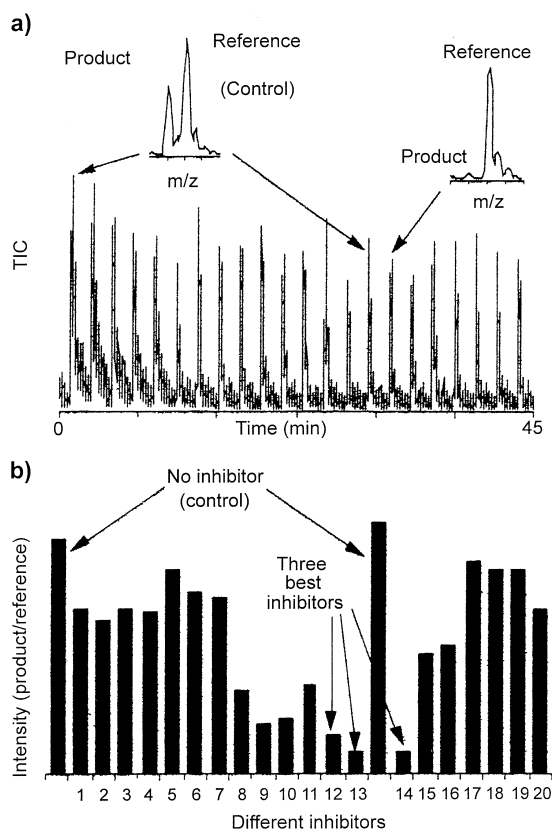 a)
Product
Reference
(Control)
m/z
Reference
Product
m/z
TIC
0
Time (min)
45
b)
No inhibitor
(control)
Three
best
inhibitors
Intensity (product/reference)
1 2 3 4 5 6 7 8 9 10 11 12 13 14 15 16 17 18 19 20
Different inhibitors